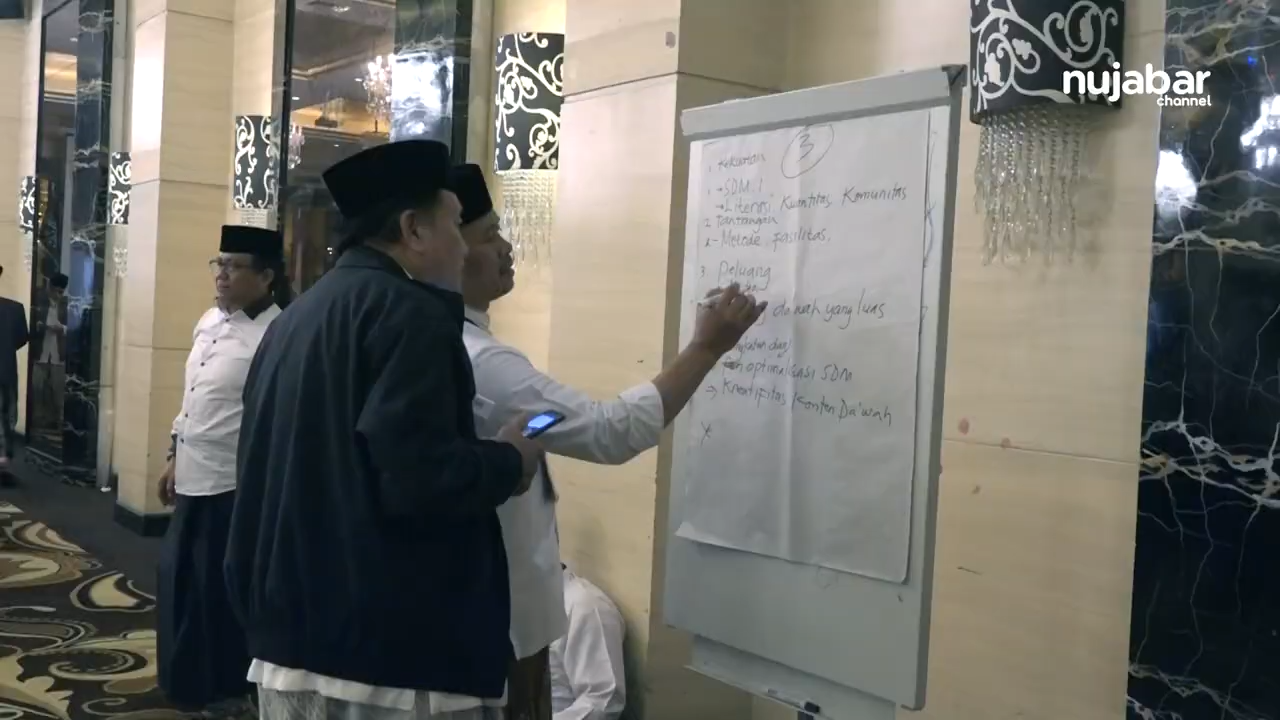 nujabar
channel
3
1. Kekuatan
→ SDM.
→ Literasi, Kuantitas Komunitas
2. Tantangan
Metode, Fasilitas,
3. Peluang
da'wah yang luas
optimalisasi SDM
→ Kreatifitas Konten Da'wah